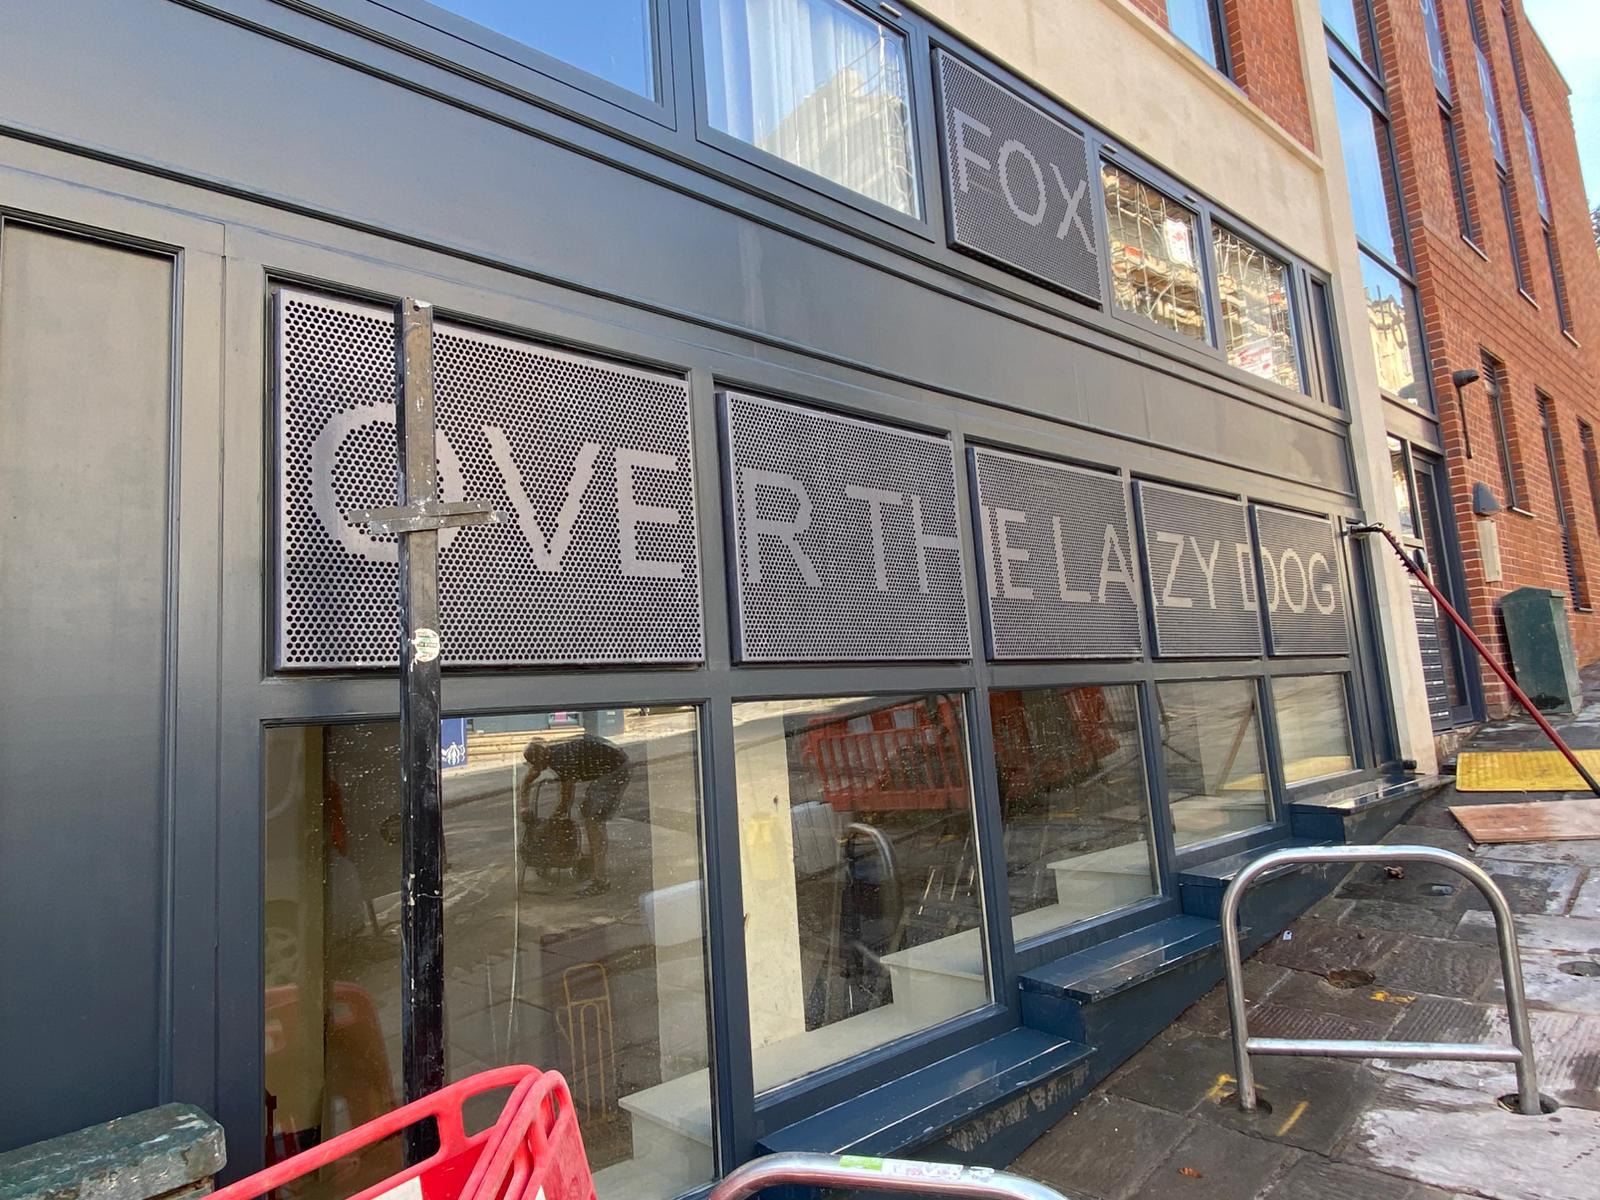 FOX
OVER THE LAZY DOG